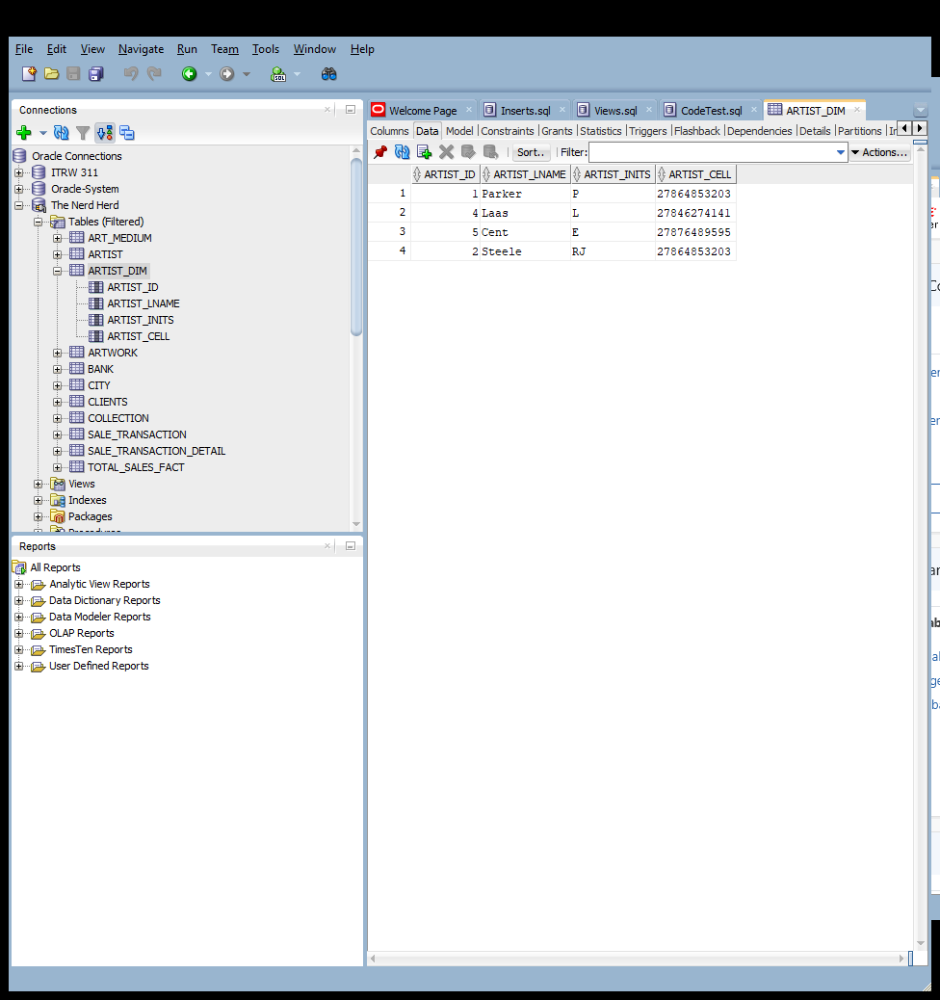 File Edit View Navigate Run Team Tools Window Help
Connections
Oracle Connections
ITRW 311
Oracle-System
The Nerd Herd
Tables (Filtered)
ART_MEDIUM
ARTIST
ARTIST_DIM
ARTIST_ID
ARTIST_LNAME
ARTIST_INITS
ARTIST_CELL
ARTWORK
BANK
CITY
CLIENTS
COLLECTION
SALE_TRANSACTION
SALE_TRANSACTION_DETAIL
TOTAL_SALES_FACT
Views
Indexes
Packages
Reports
All Reports
Analytic View Reports
Data Dictionary Reports
Data Modeler Reports
OLAP Reports
TimesTen Reports
User Defined Reports
Welcome Page Inserts.sql Views.sql CodeTest.sql ARTIST_DIM
Columns Data Model Constraints Grants Statistics Triggers Flashback Dependencies Details Partitions
Sort.. Filter: Actions...
ARTIST_ID ARTIST_LNAME ARTIST_INITS ARTIST_CELL
1 1 Parker P 27864853203
2 4 Laas L 27846274141
3 5 Cent E 27876489595
4 2 Steele RJ 27864853203